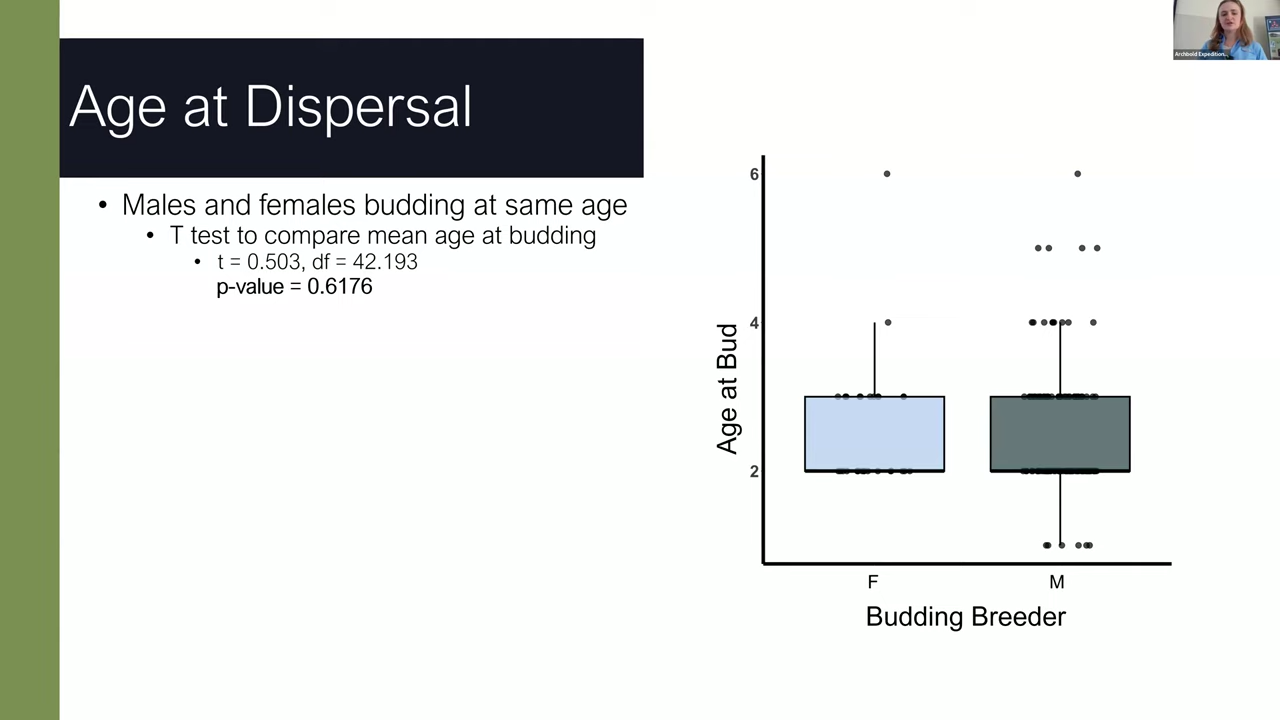 Archbold Expedition...
Age at Dispersal
• Males and females budding at same age
• T test to compare mean age at budding
• t = 0.503, df = 42.193
p-value = 0.6176
6
4
2
Age at Bud
F M
Budding Breeder